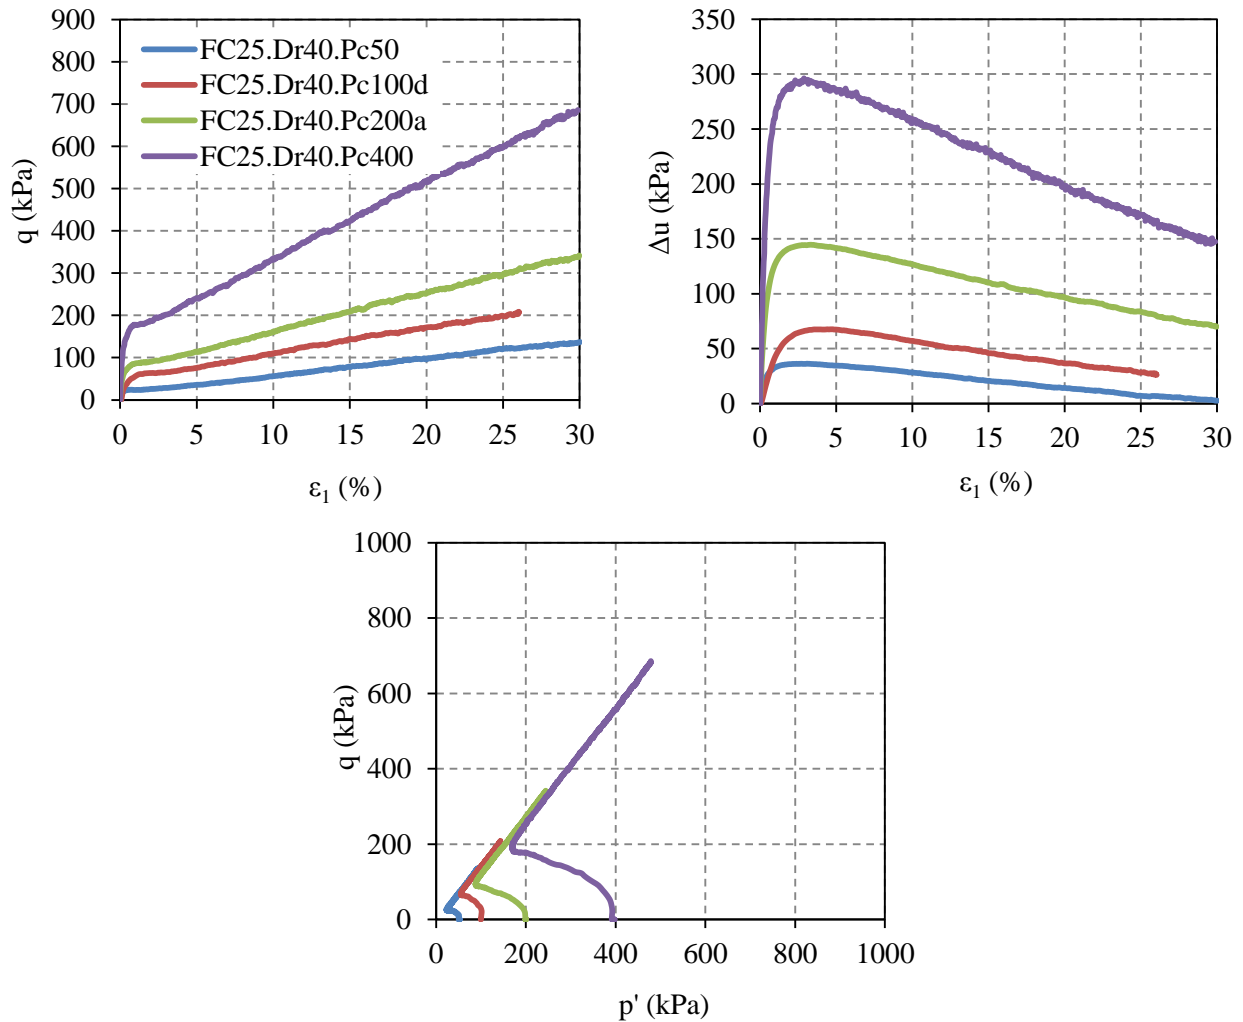 q (kPa)
900
800
700
600
500
400
300
200
100
0
FC25.Dr40.Pc50
FC25.Dr40.Pc100d
FC25.Dr40.Pc200a
FC25.Dr40.Pc400
0 5 10 15 20 25 30
ε1 (%)
Δu (kPa)
350
300
250
200
150
100
50
0
0 5 10 15 20 25 30
ε1 (%)
q (kPa)
1000
800
600
400
200
0
0 200 400 600 800 1000
p' (kPa)